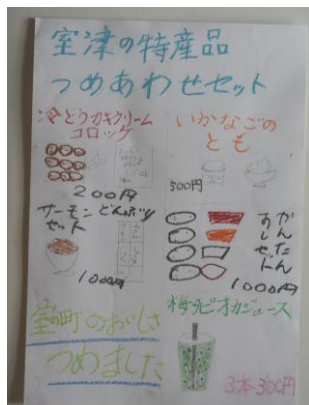 室津の特産品
つめあわせセット
冷とうカキクリーム
コロッケ
200円
いかなごの
とも
500円
サーモンどんぶり
セット
1000円
かんたん
おすしセット
1000円
室の町のおいしさ
つめました
梅タピオカジュース
3本300円